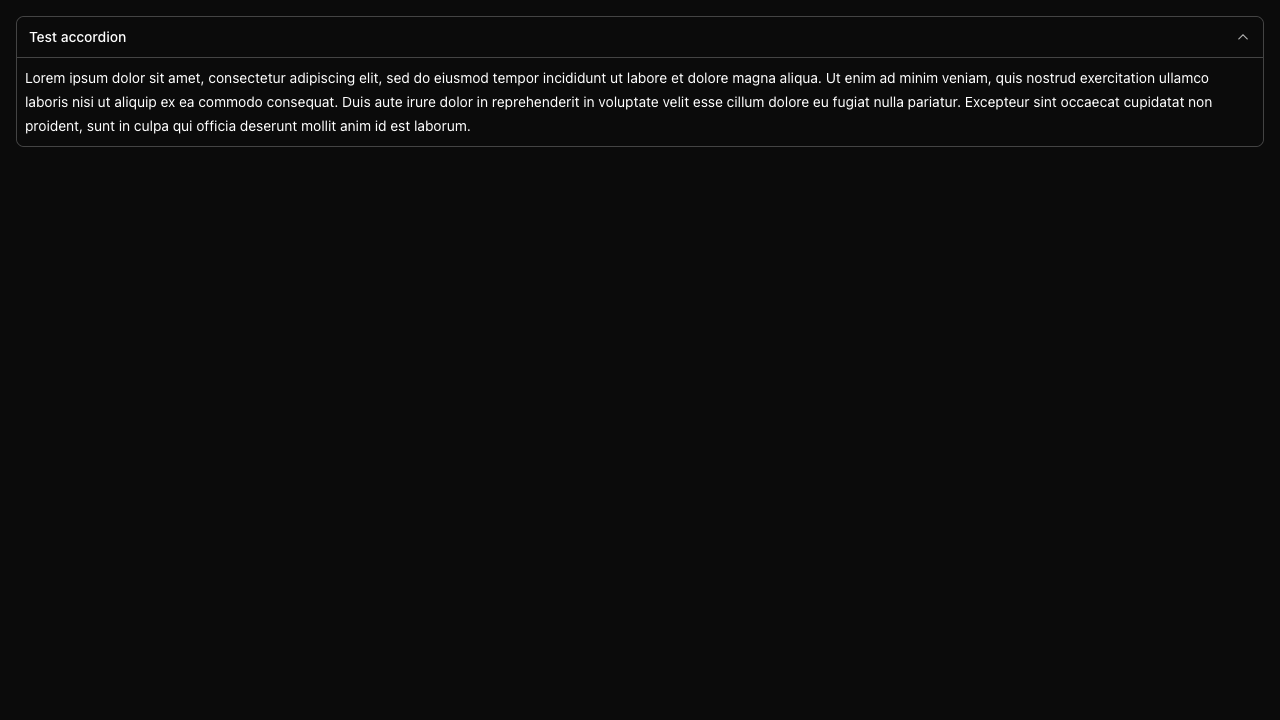 Test accordion
Lorem ipsum dolor sit amet, consectetur adipiscing elit, sed do eiusmod tempor incididunt ut labore et dolore magna aliqua. Ut enim ad minim veniam, quis nostrud exercitation ullamco
laboris nisi ut aliquip ex ea commodo consequat. Duis aute irure dolor in reprehenderit in voluptate velit esse cillum dolore eu fugiat nulla pariatur. Excepteur sint occaecat cupidatat non
proident, sunt in culpa qui officia deserunt mollit anim id est laborum.